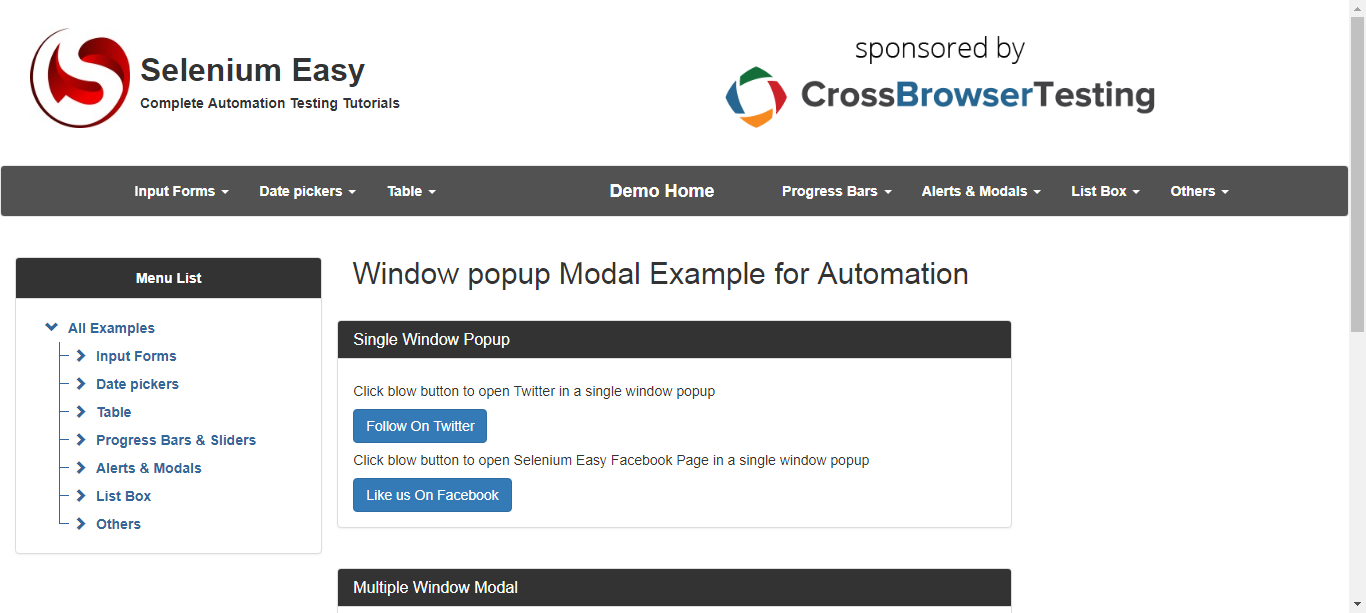 Selenium Easy
Complete Automation Testing Tutorials
sponsored by
CrossBrowserTesting
Input Forms Date pickers Table Demo Home Progress Bars Alerts & Modals List Box Others
Menu List
All Examples
Input Forms
Date pickers
Table
Progress Bars & Sliders
Alerts & Modals
List Box
Others
Window popup Modal Example for Automation
Single Window Popup
Click blow button to open Twitter in a single window popup
Follow On Twitter
Click blow button to open Selenium Easy Facebook Page in a single window popup
Like us On Facebook
Multiple Window Modal